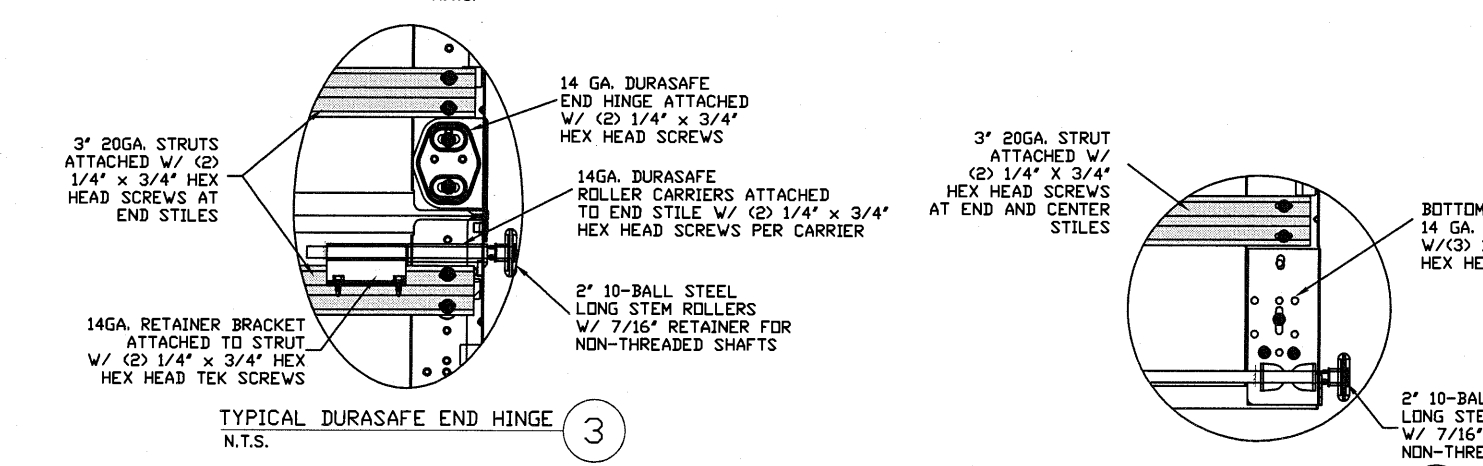 14 GA. DURASAFE
END HINGE ATTACHED
W/ (2) 1/4" x 3/4"
HEX HEAD SCREWS
3" 20GA. STRUTS
ATTACHED W/ (2)
1/4" x 3/4" HEX
HEAD SCREWS AT
END STILES
14GA. DURASAFE
ROLLER CARRIERS ATTACHED
TO END STILE W/ (2) 1/4" x 3/4"
HEX HEAD SCREWS PER CARRIER
2" 10-BALL STEEL
LONG STEM ROLLERS
W/ 7/16" RETAINER FOR
NON-THREADED SHAFTS
14GA. RETAINER BRACKET
ATTACHED TO STRUT
W/ (2) 1/4" x 3/4" HEX
HEX HEAD TEK SCREWS
TYPICAL DURASAFE END HINGE
N.T.S.
3
3" 20GA. STRUT
ATTACHED W/
(2) 1/4" X 3/4"
HEX HEAD SCREWS
AT END AND CENTER
STILES
BOTTOM
14 GA.
W/(3)
HEX HE
2" 10-BAL
LONG STE
W/ 7/16"
NON-THRE